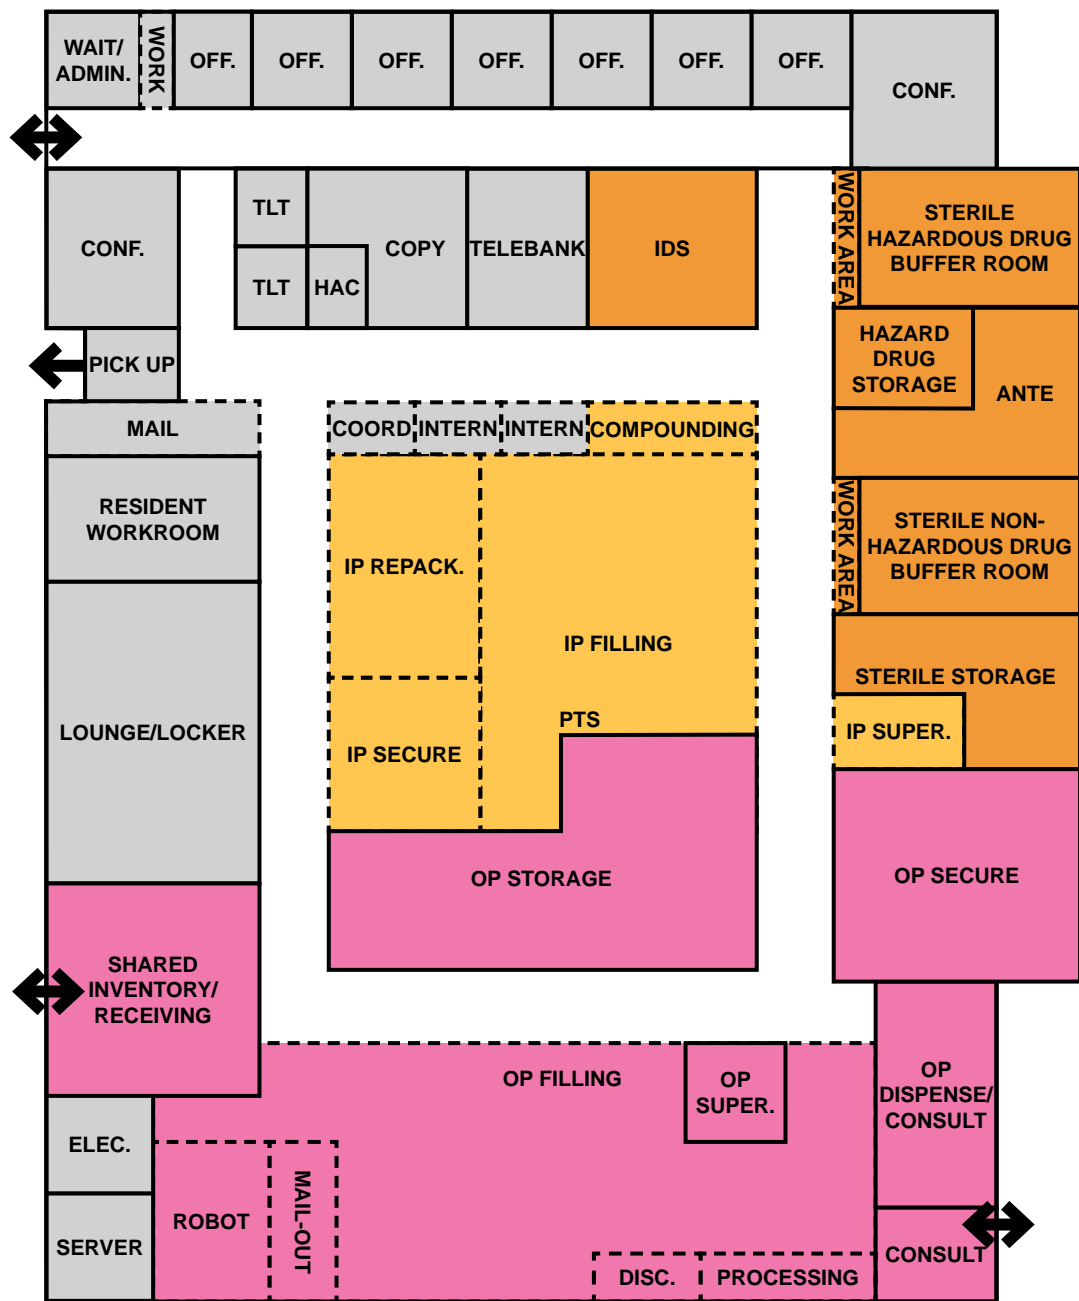 WAIT/
ADMIN.
WORK
OFF.
OFF.
OFF.
OFF.
OFF.
OFF.
OFF.
CONF.
CONF.
TLT
TLT
HAC
COPY
TELEBANK
IDS
WORK AREA
STERILE
HAZARDOUS DRUG
BUFFER ROOM
HAZARD
DRUG
STORAGE
ANTE
PICK UP
MAIL
COORD
INTERN
INTERN
COMPOUNDING
RESIDENT
WORKROOM
IP REPACK.
WORK AREA
STERILE NON-
HAZARDOUS DRUG
BUFFER ROOM
IP FILLING
STERILE STORAGE
LOUNGE/LOCKER
PTS
IP SECURE
IP SUPER.
OP STORAGE
OP SECURE
SHARED
INVENTORY/
RECEIVING
OP FILLING
OP
SUPER.
OP
DISPENSE/
CONSULT
ELEC.
ROBOT
MAIL-OUT
SERVER
DISC.
PROCESSING
CONSULT